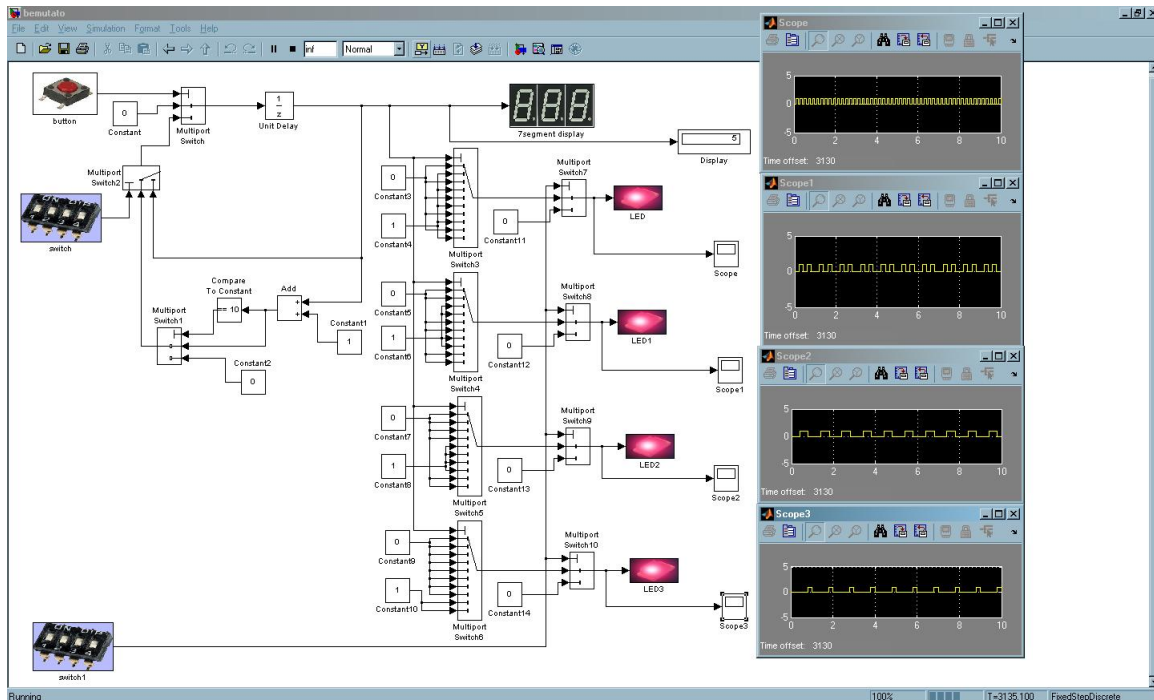 bemutato
File Edit View Simulation Format Tools Help
inf
Normal
button
0
Constant
Multiport
Switch
1
z
Unit Delay
7segment display
5
Display
Multiport
Switch2
switch
Compare
To Constant
== 10
Add
+
+
Multiport
Switch1
Constant1
1
Constant2
0
0
Constant3
1
Constant4
Multiport
Switch3
Multiport
Switch7
0
Constant11
LED
Scope
0
Constant5
1
Constant6
Multiport
Switch4
Multiport
Switch8
0
Constant12
LED1
Scope1
0
Constant7
1
Constant8
Multiport
Switch5
Multiport
Switch9
0
Constant13
LED2
Scope2
0
Constant9
1
Constant10
Multiport
Switch6
Multiport
Switch10
0
Constant14
LED3
Scope3
switch1
Scope
5
0
-5
0 2 4 6 8 10
Time offset: 3130
Scope1
5
0
-5
0 2 4 6 8 10
Time offset: 3130
Scope2
5
0
-5
0 2 4 6 8 10
Time offset: 3130
Scope3
5
0
-5
0 2 4 6 8 10
Time offset: 3130
Running
100%
T=3135.100
FixedStepDiscrete